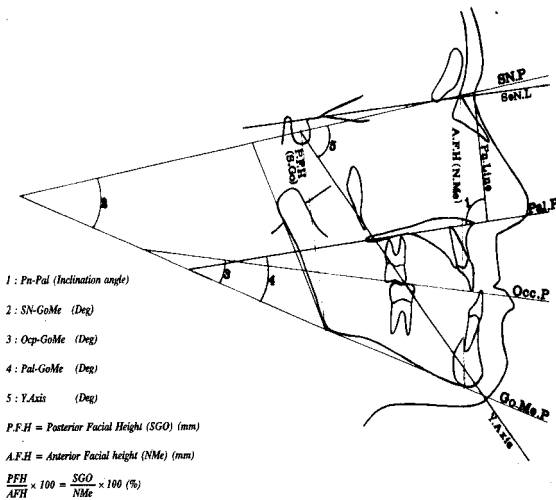 SN.P
SeN.L
P.FH
(S.Go)
5
A.F.H (N.Me)
Pn.Line
1
2
Pal.P
3
4
Occ.P
Go.Me.P
Y.Axis
1 : Pn-Pal (Inclination angle)
2 : SN-GoMe (Deg)
3 : Ocp-GoMe (Deg)
4 : Pal-GoMe (Deg)
5 : Y.Axis (Deg)
P.F.H = Posterior Facial Height (SGO) (mm)
A.F.H = Anterior Facial height (NMe) (mm)
PFH/AFH × 100 = SGO/NMe × 100 (%)